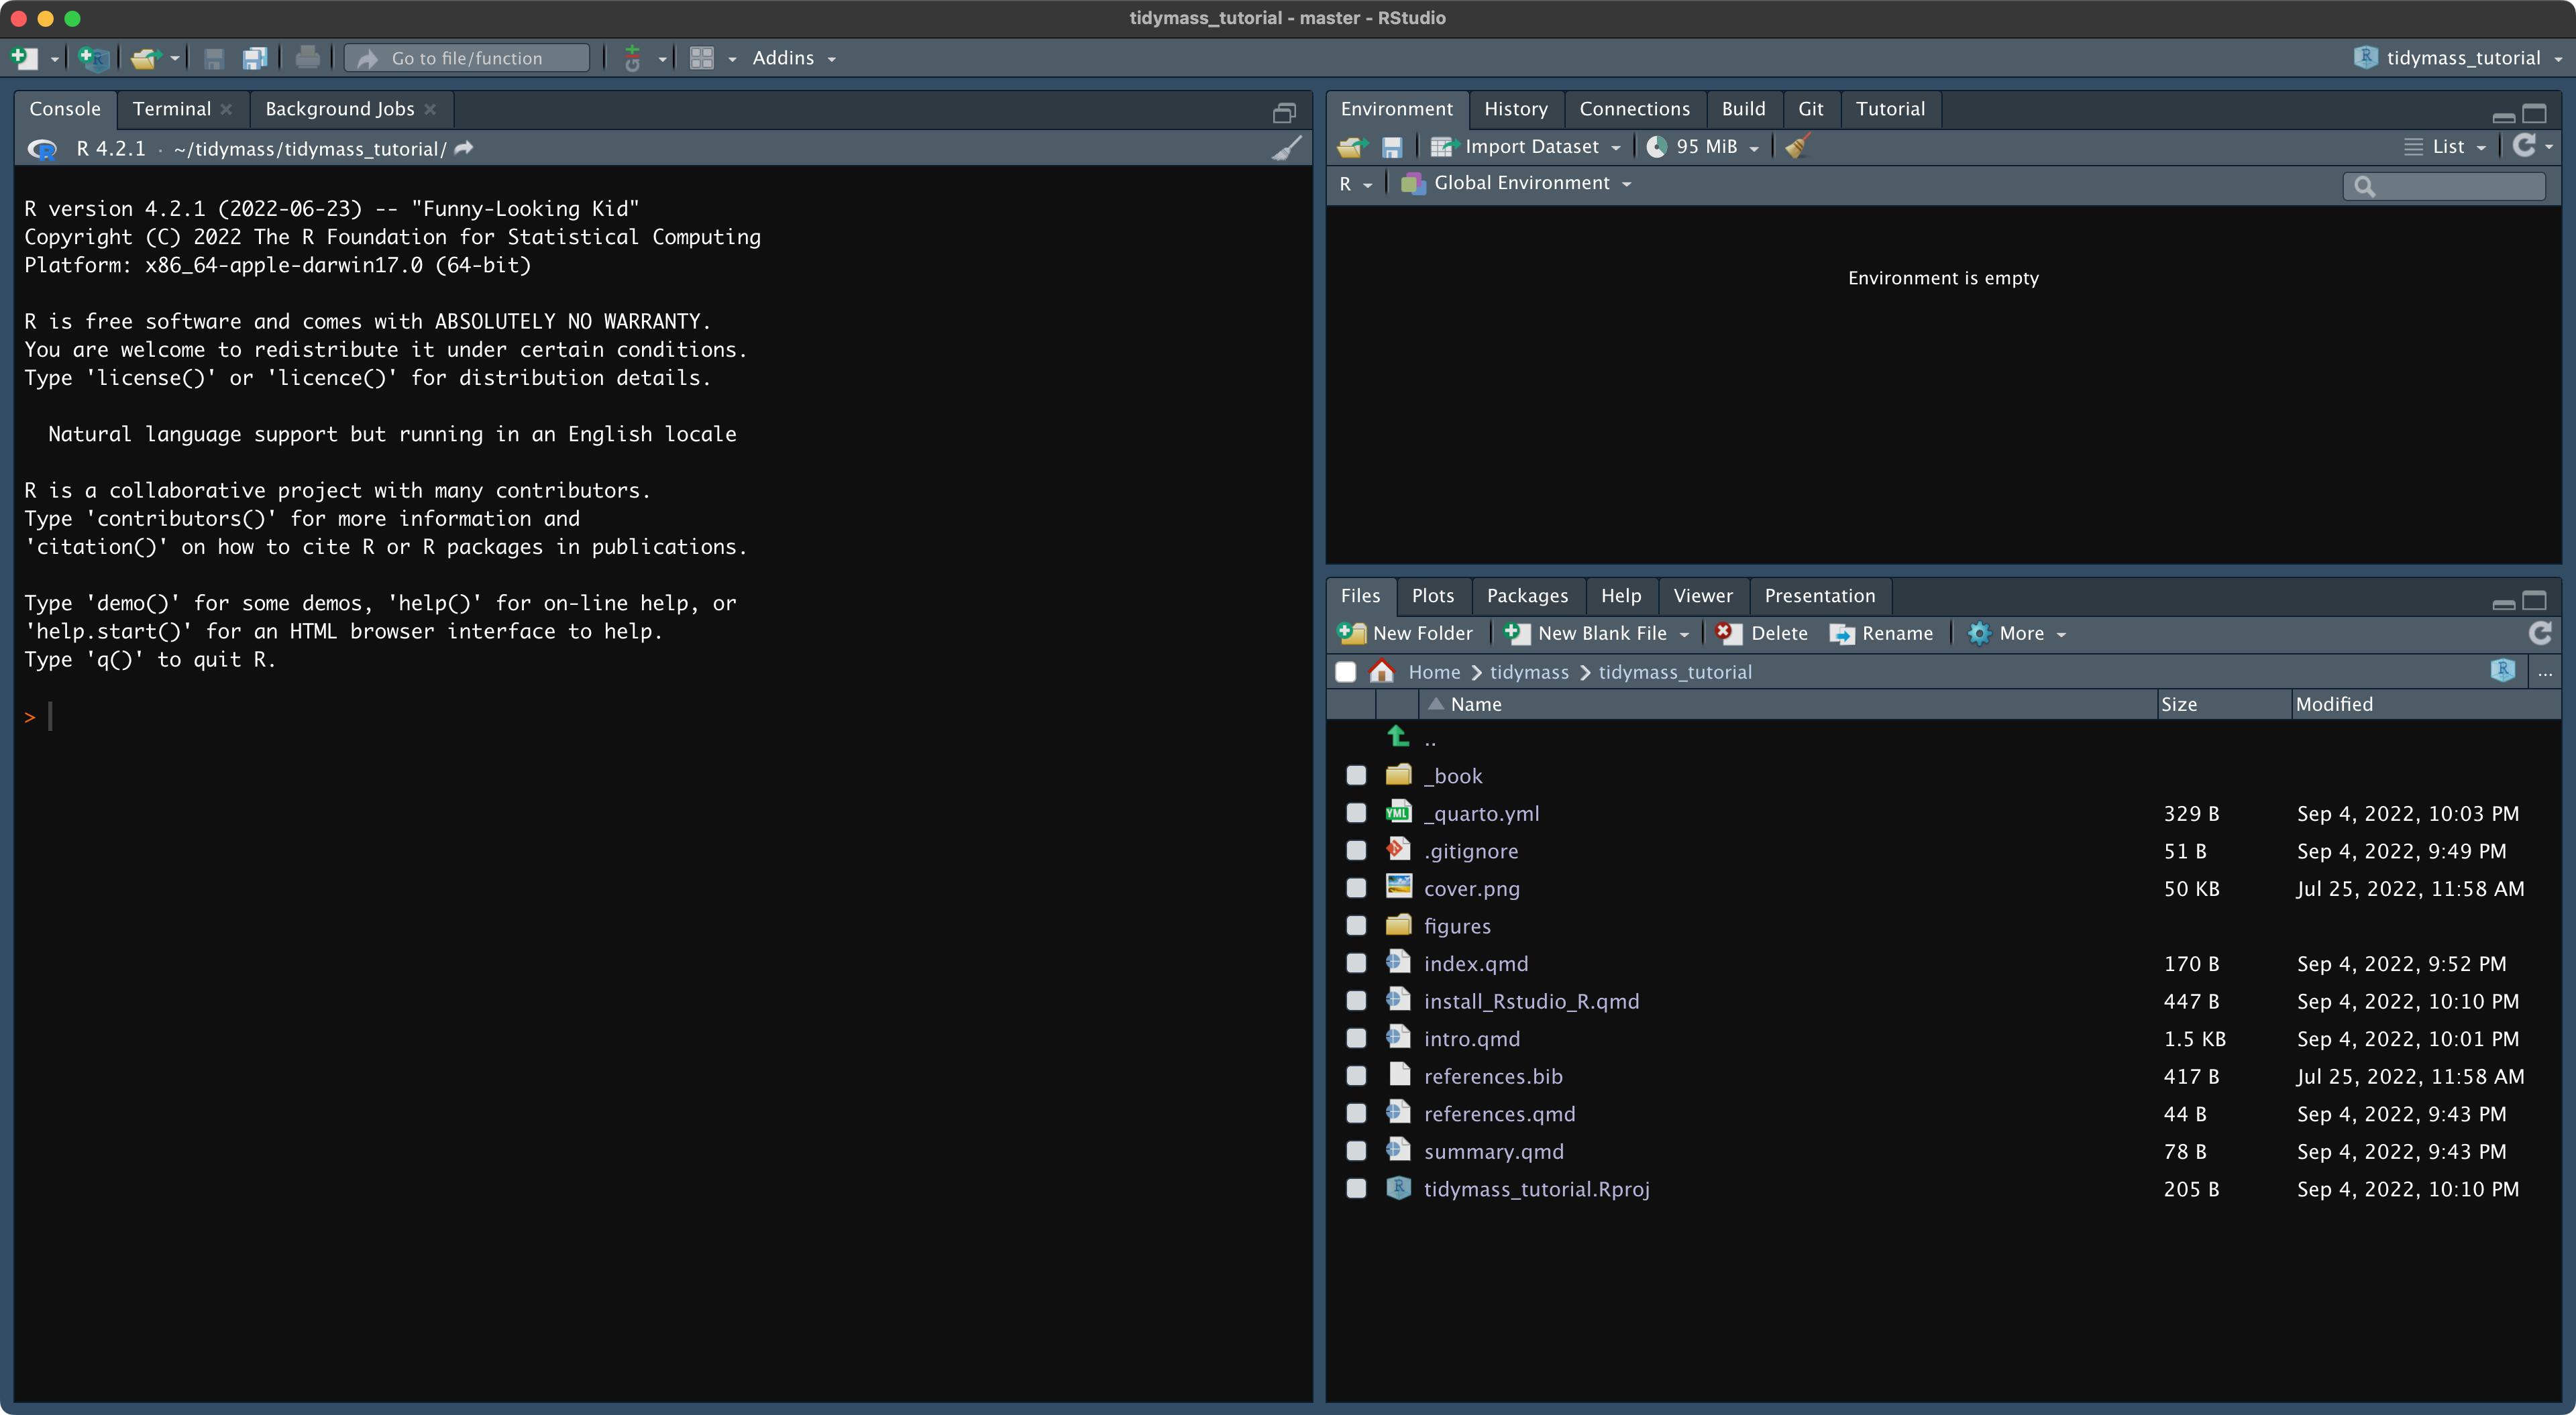 tidymass_tutorial - master - RStudio
Go to file/function
Addins
tidymass_tutorial
Console Terminal Background Jobs
R 4.2.1 · ~/tidymass/tidymass_tutorial/
R version 4.2.1 (2022-06-23) -- "Funny-Looking Kid"
Copyright (C) 2022 The R Foundation for Statistical Computing
Platform: x86_64-apple-darwin17.0 (64-bit)
R is free software and comes with ABSOLUTELY NO WARRANTY.
You are welcome to redistribute it under certain conditions.
Type 'license()' or 'licence()' for distribution details.
Natural language support but running in an English locale
R is a collaborative project with many contributors.
Type 'contributors()' for more information and
'citation()' on how to cite R or R packages in publications.
Type 'demo()' for some demos, 'help()' for on-line help, or
'help.start()' for an HTML browser interface to help.
Type 'q()' to quit R.
>
Environment History Connections Build Git Tutorial
Import Dataset 95 MiB List
R Global Environment
Environment is empty
Files Plots Packages Help Viewer Presentation
New Folder New Blank File Delete Rename More
Home tidymass tidymass_tutorial ...
Name Size Modified
..
_book
YML _quarto.yml 329 B Sep 4, 2022, 10:03 PM
.gitignore 51 B Sep 4, 2022, 9:49 PM
cover.png 50 KB Jul 25, 2022, 11:58 AM
figures
index.qmd 170 B Sep 4, 2022, 9:52 PM
install_Rstudio_R.qmd 447 B Sep 4, 2022, 10:10 PM
intro.qmd 1.5 KB Sep 4, 2022, 10:01 PM
references.bib 417 B Jul 25, 2022, 11:58 AM
references.qmd 44 B Sep 4, 2022, 9:43 PM
summary.qmd 78 B Sep 4, 2022, 9:43 PM
tidymass_tutorial.Rproj 205 B Sep 4, 2022, 10:10 PM